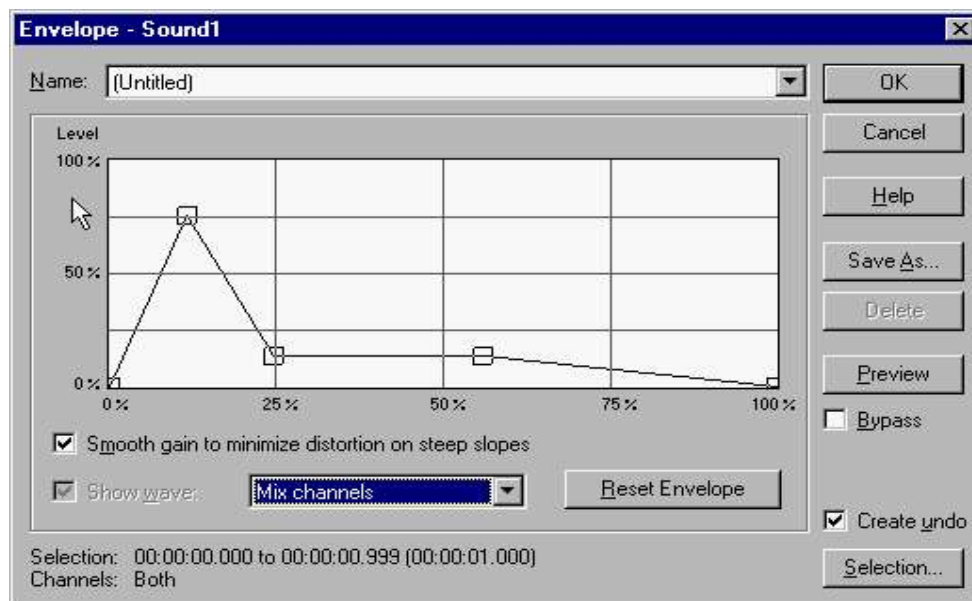 Envelope - Sound1
Name: (Untitled)
OK
Cancel
Help
Save As...
Delete
Preview
Bypass
Create undo
Selection...
Level
100 %
50 %
0 %
0 % 25 % 50 % 75 % 100 %
Smooth gain to minimize distortion on steep slopes
Show wave: Mix channels Reset Envelope
Selection: 00:00:00.000 to 00:00:00.999 (00:00:01.000)
Channels: Both